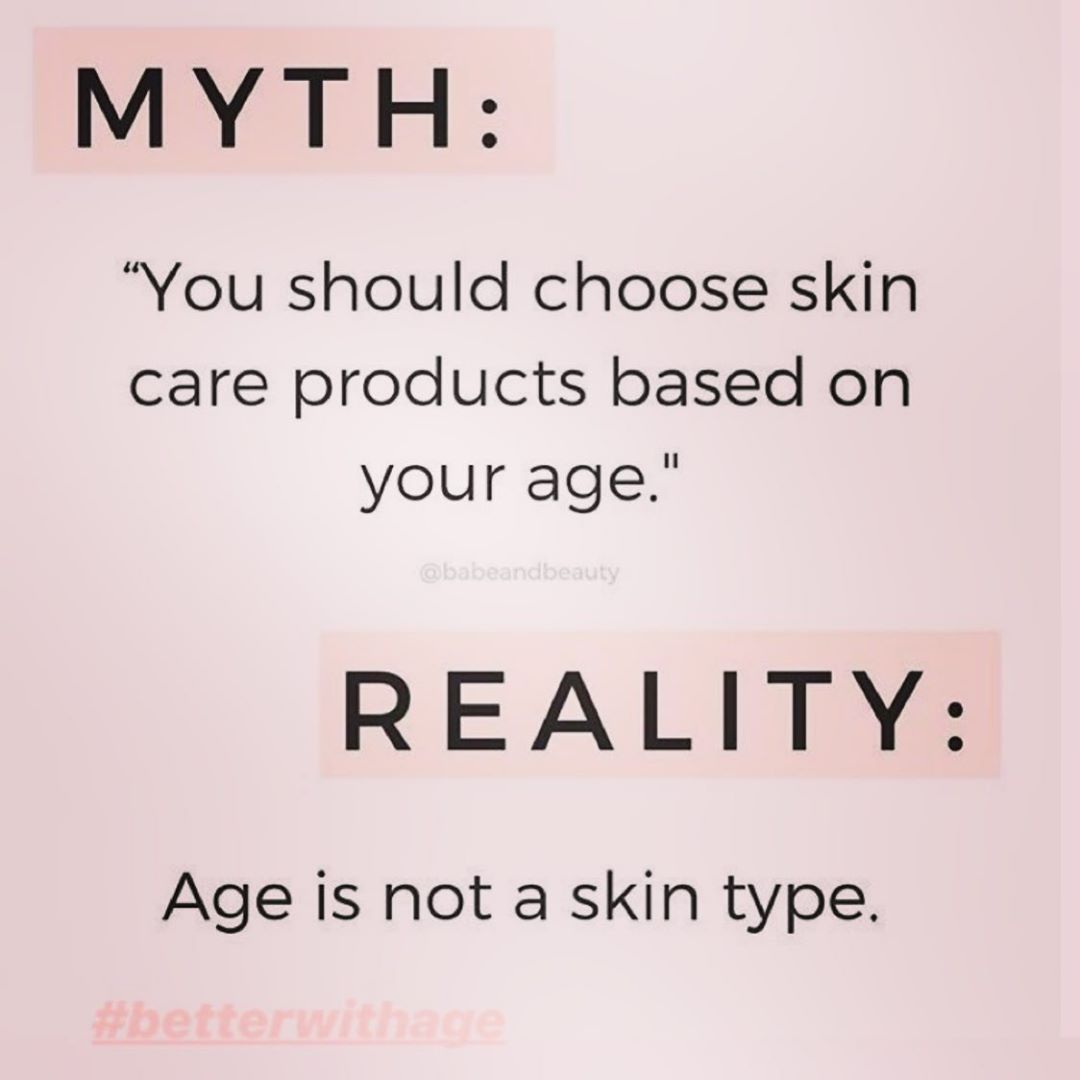 MYTH:
“You should choose skin
care products based on
your age."
@babeandbeauty
REALITY:
Age is not a skin type.
#betterwithage